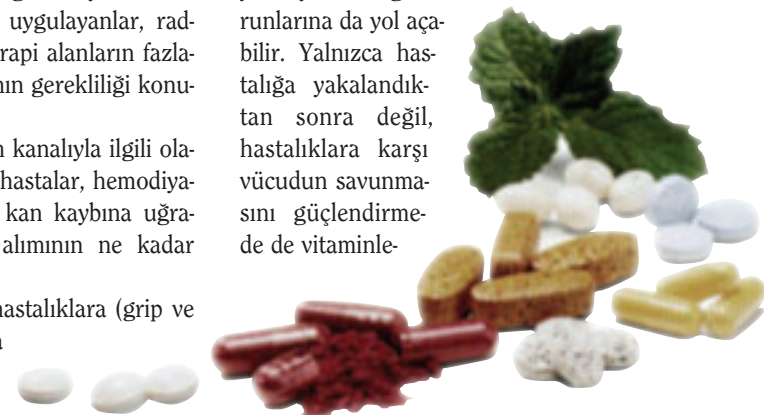 uygulayanlar, rad-
rapi alanların fazla-
nın gerekliliği konu-
kanalıyla ilgili ola-
hastalar, hemodiya-
kan kaybına uğra-
alımının ne kadar
hastalıklara (grip ve
runlarına da yol aça-
bilir. Yalnızca has-
talığa yakalandık-
tan sonra değil,
hastalıklara karşı
vücudun savunma-
sını güçlendirme-
de de vitaminle-